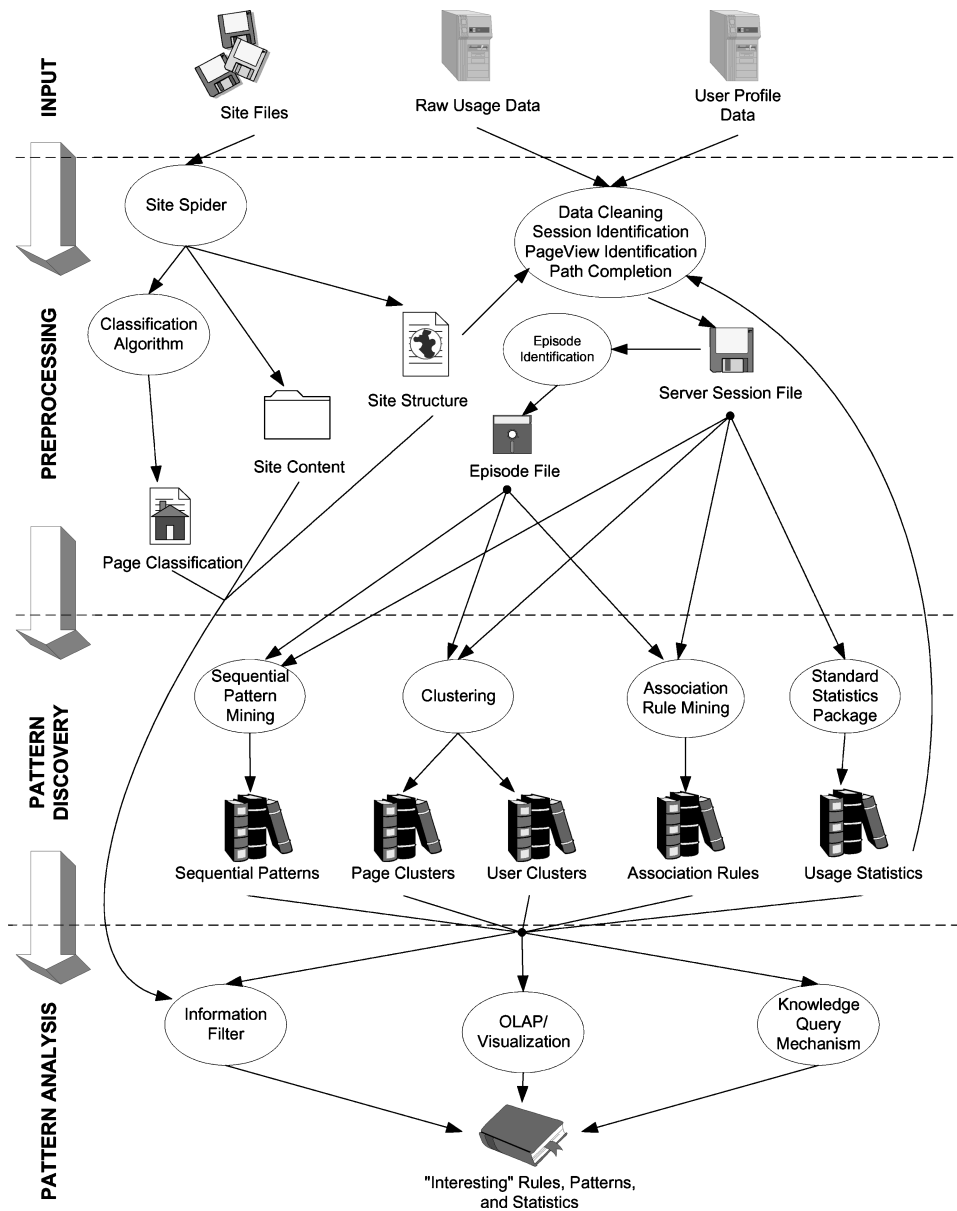 INPUT
Site Files
Raw Usage Data
User Profile
Data
PREPROCESSING
Site Spider
Data Cleaning
Session Identification
PageView Identification
Path Completion
Classification
Algorithm
Episode
Identification
Site Structure
Server Session File
Site Content
Episode File
Page Classification
PATTERN
DISCOVERY
Sequential
Pattern
Mining
Clustering
Association
Rule Mining
Standard
Statistics
Package
Sequential Patterns
Page Clusters
User Clusters
Association Rules
Usage Statistics
PATTERN ANALYSIS
Information
Filter
OLAP/
Visualization
Knowledge
Query
Mechanism
"Interesting" Rules, Patterns,
and Statistics